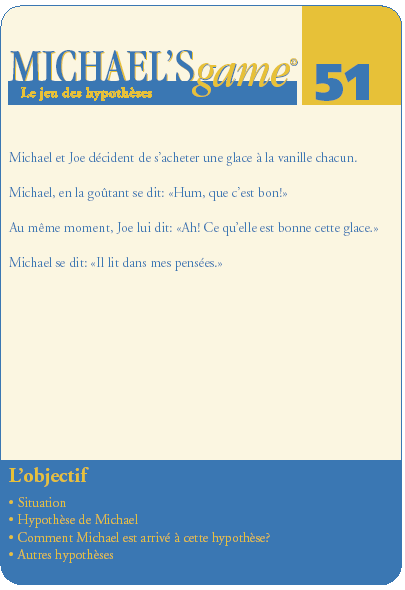 MICHAEL'S game©
Le jeu des hypothèses
51
Michael et Joe décident de s'acheter une glace à la vanille chacun.
Michael, en la goûtant se dit: «Hum, que c'est bon!»
Au même moment, Joe lui dit: «Ah! Ce qu'elle est bonne cette glace.»
Michael se dit: «Il lit dans mes pensées.»
L'objectif
• Situation
• Hypothèse de Michael
• Comment Michael est arrivé à cette hypothèse?
• Autres hypothèses